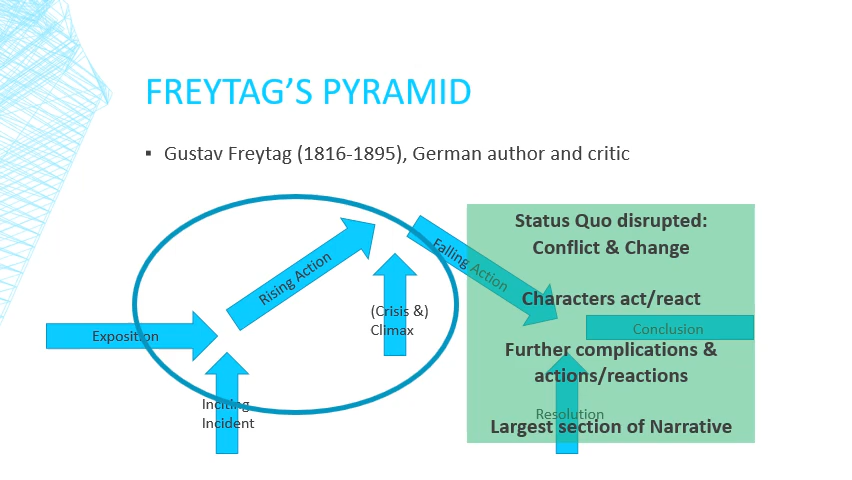 FREYTAG’S PYRAMID
▪ Gustav Freytag (1816-1895), German author and critic
Exposition
Inciting
Incident
Rising Action
(Crisis &)
Climax
Falling Action
Conclusion
Resolution
Status Quo disrupted:
Conflict & Change
Characters act/react
Further complications &
actions/reactions
Largest section of Narrative